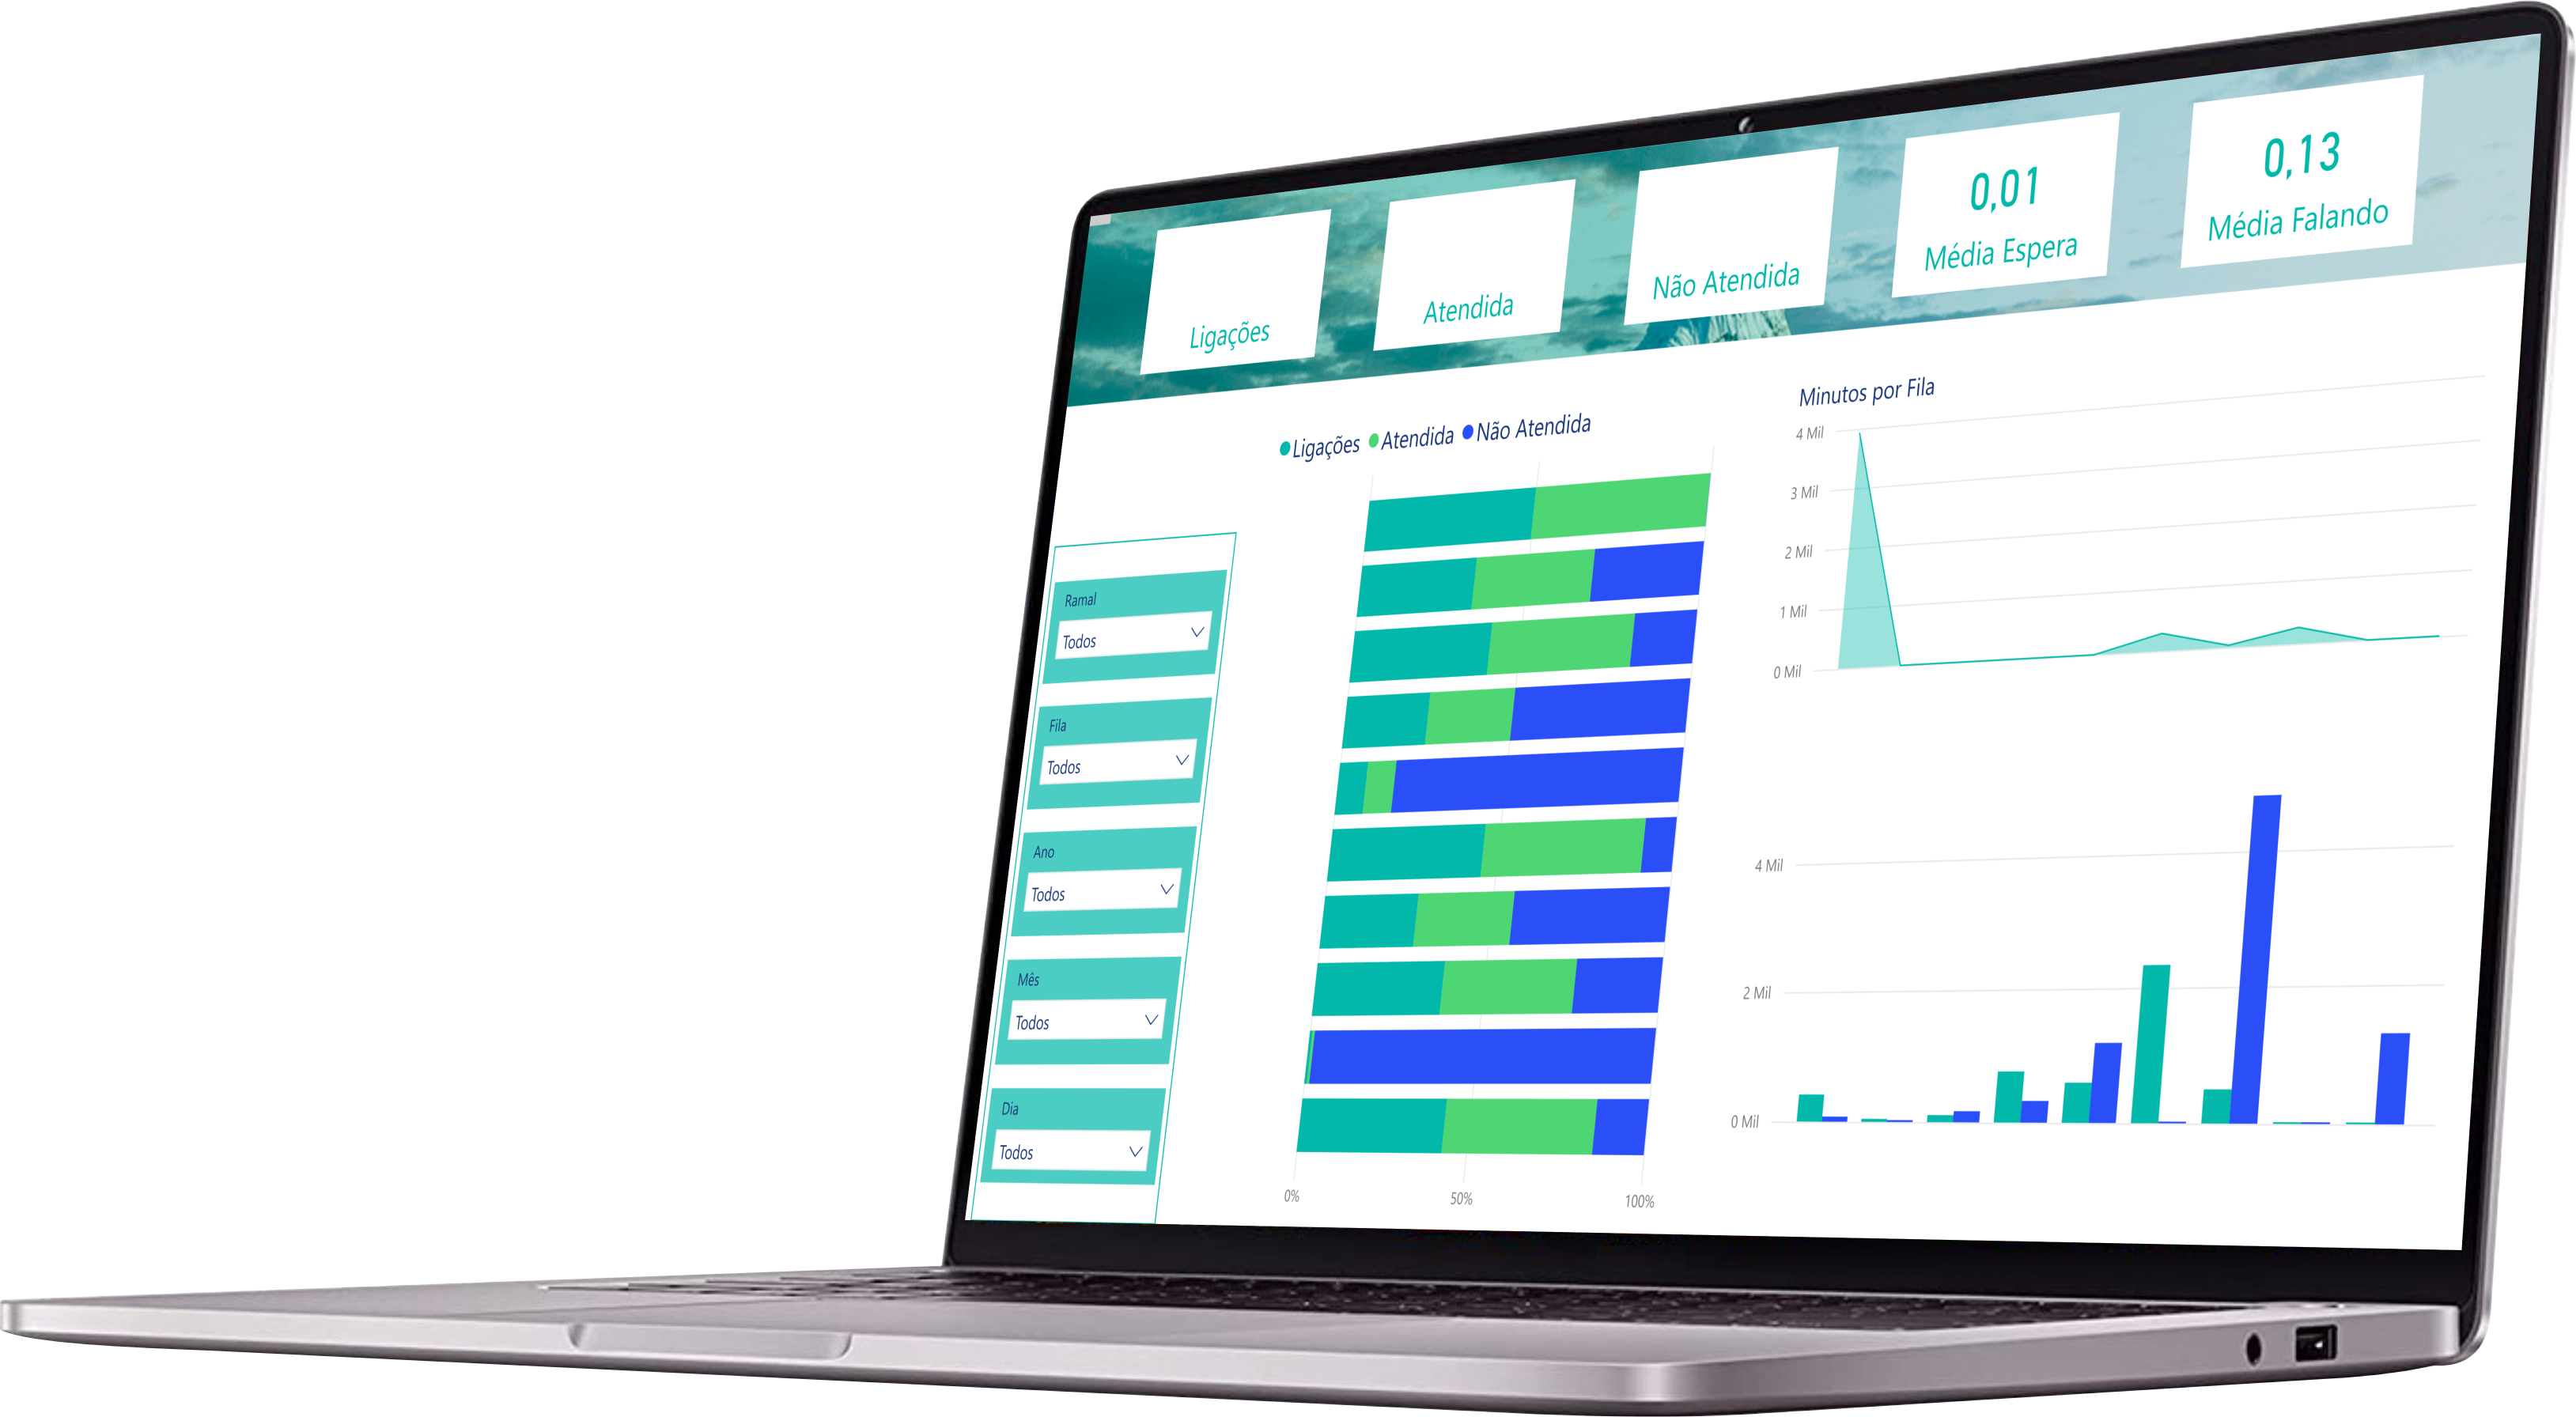 Ligações
Atendida
Não Atendida
0,01
Média Espera
0,13
Média Falando
Ligações Atendida Não Atendida
Ramal
Todos
Fila
Todos
Ano
Todos
Mês
Todos
Dia
Todos
0% 50% 100%
Minutos por Fila
4 Mil
3 Mil
2 Mil
1 Mil
0 Mil
4 Mil
2 Mil
0 Mil